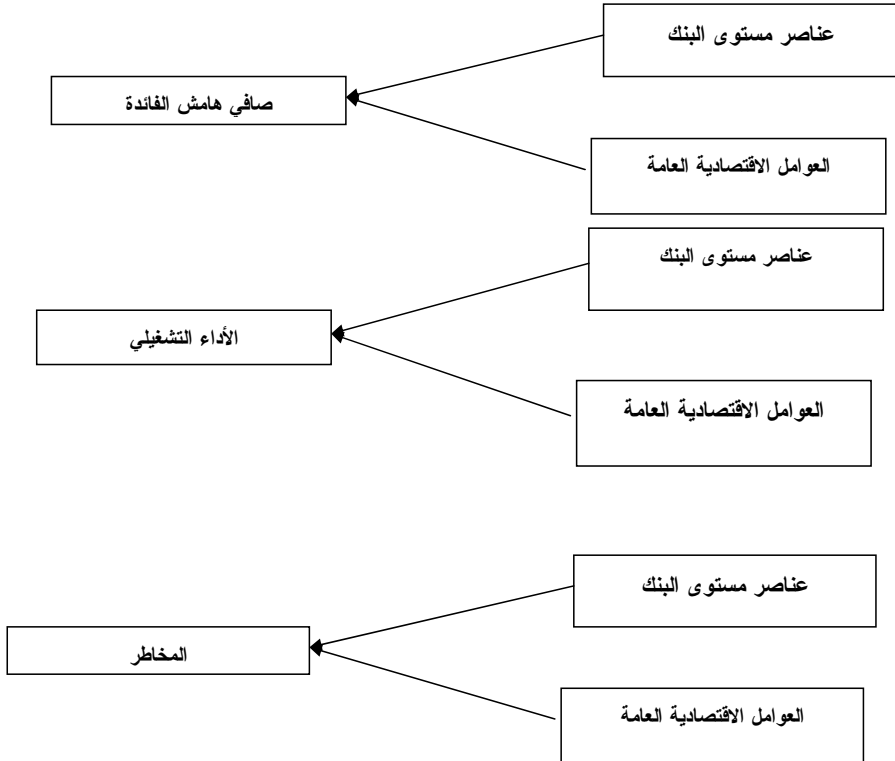 عناصر مستوى البنك
صافي هامش الفائدة
العوامل الاقتصادية العامة
عناصر مستوى البنك
الأداء التشغيلي
العوامل الاقتصادية العامة
عناصر مستوى البنك
المخاطر
العوامل الاقتصادية العامة